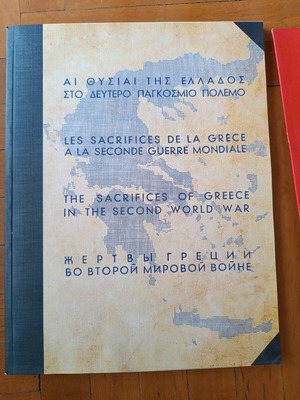 ΑΙ ΘΥΣΙΑΙ ΤΗΣ ΕΛΛΑΔΟΣ
ΣΤΟ ΔΕΥΤΕΡΟ ΠΑΓΚΟΣΜΙΟ ΠΟΛΕΜΟ
LES SACRIFICES DE LA GRECE
A LA SECONDE GUERRE MONDIALE
THE SACRIFICES OF GREECE
IN THE SECOND WORLD WAR
ЖЕРТВЫ ГРЕЦИИ
ВО ВТОРОЙ МИРОВОЙ ВОЙНЕ